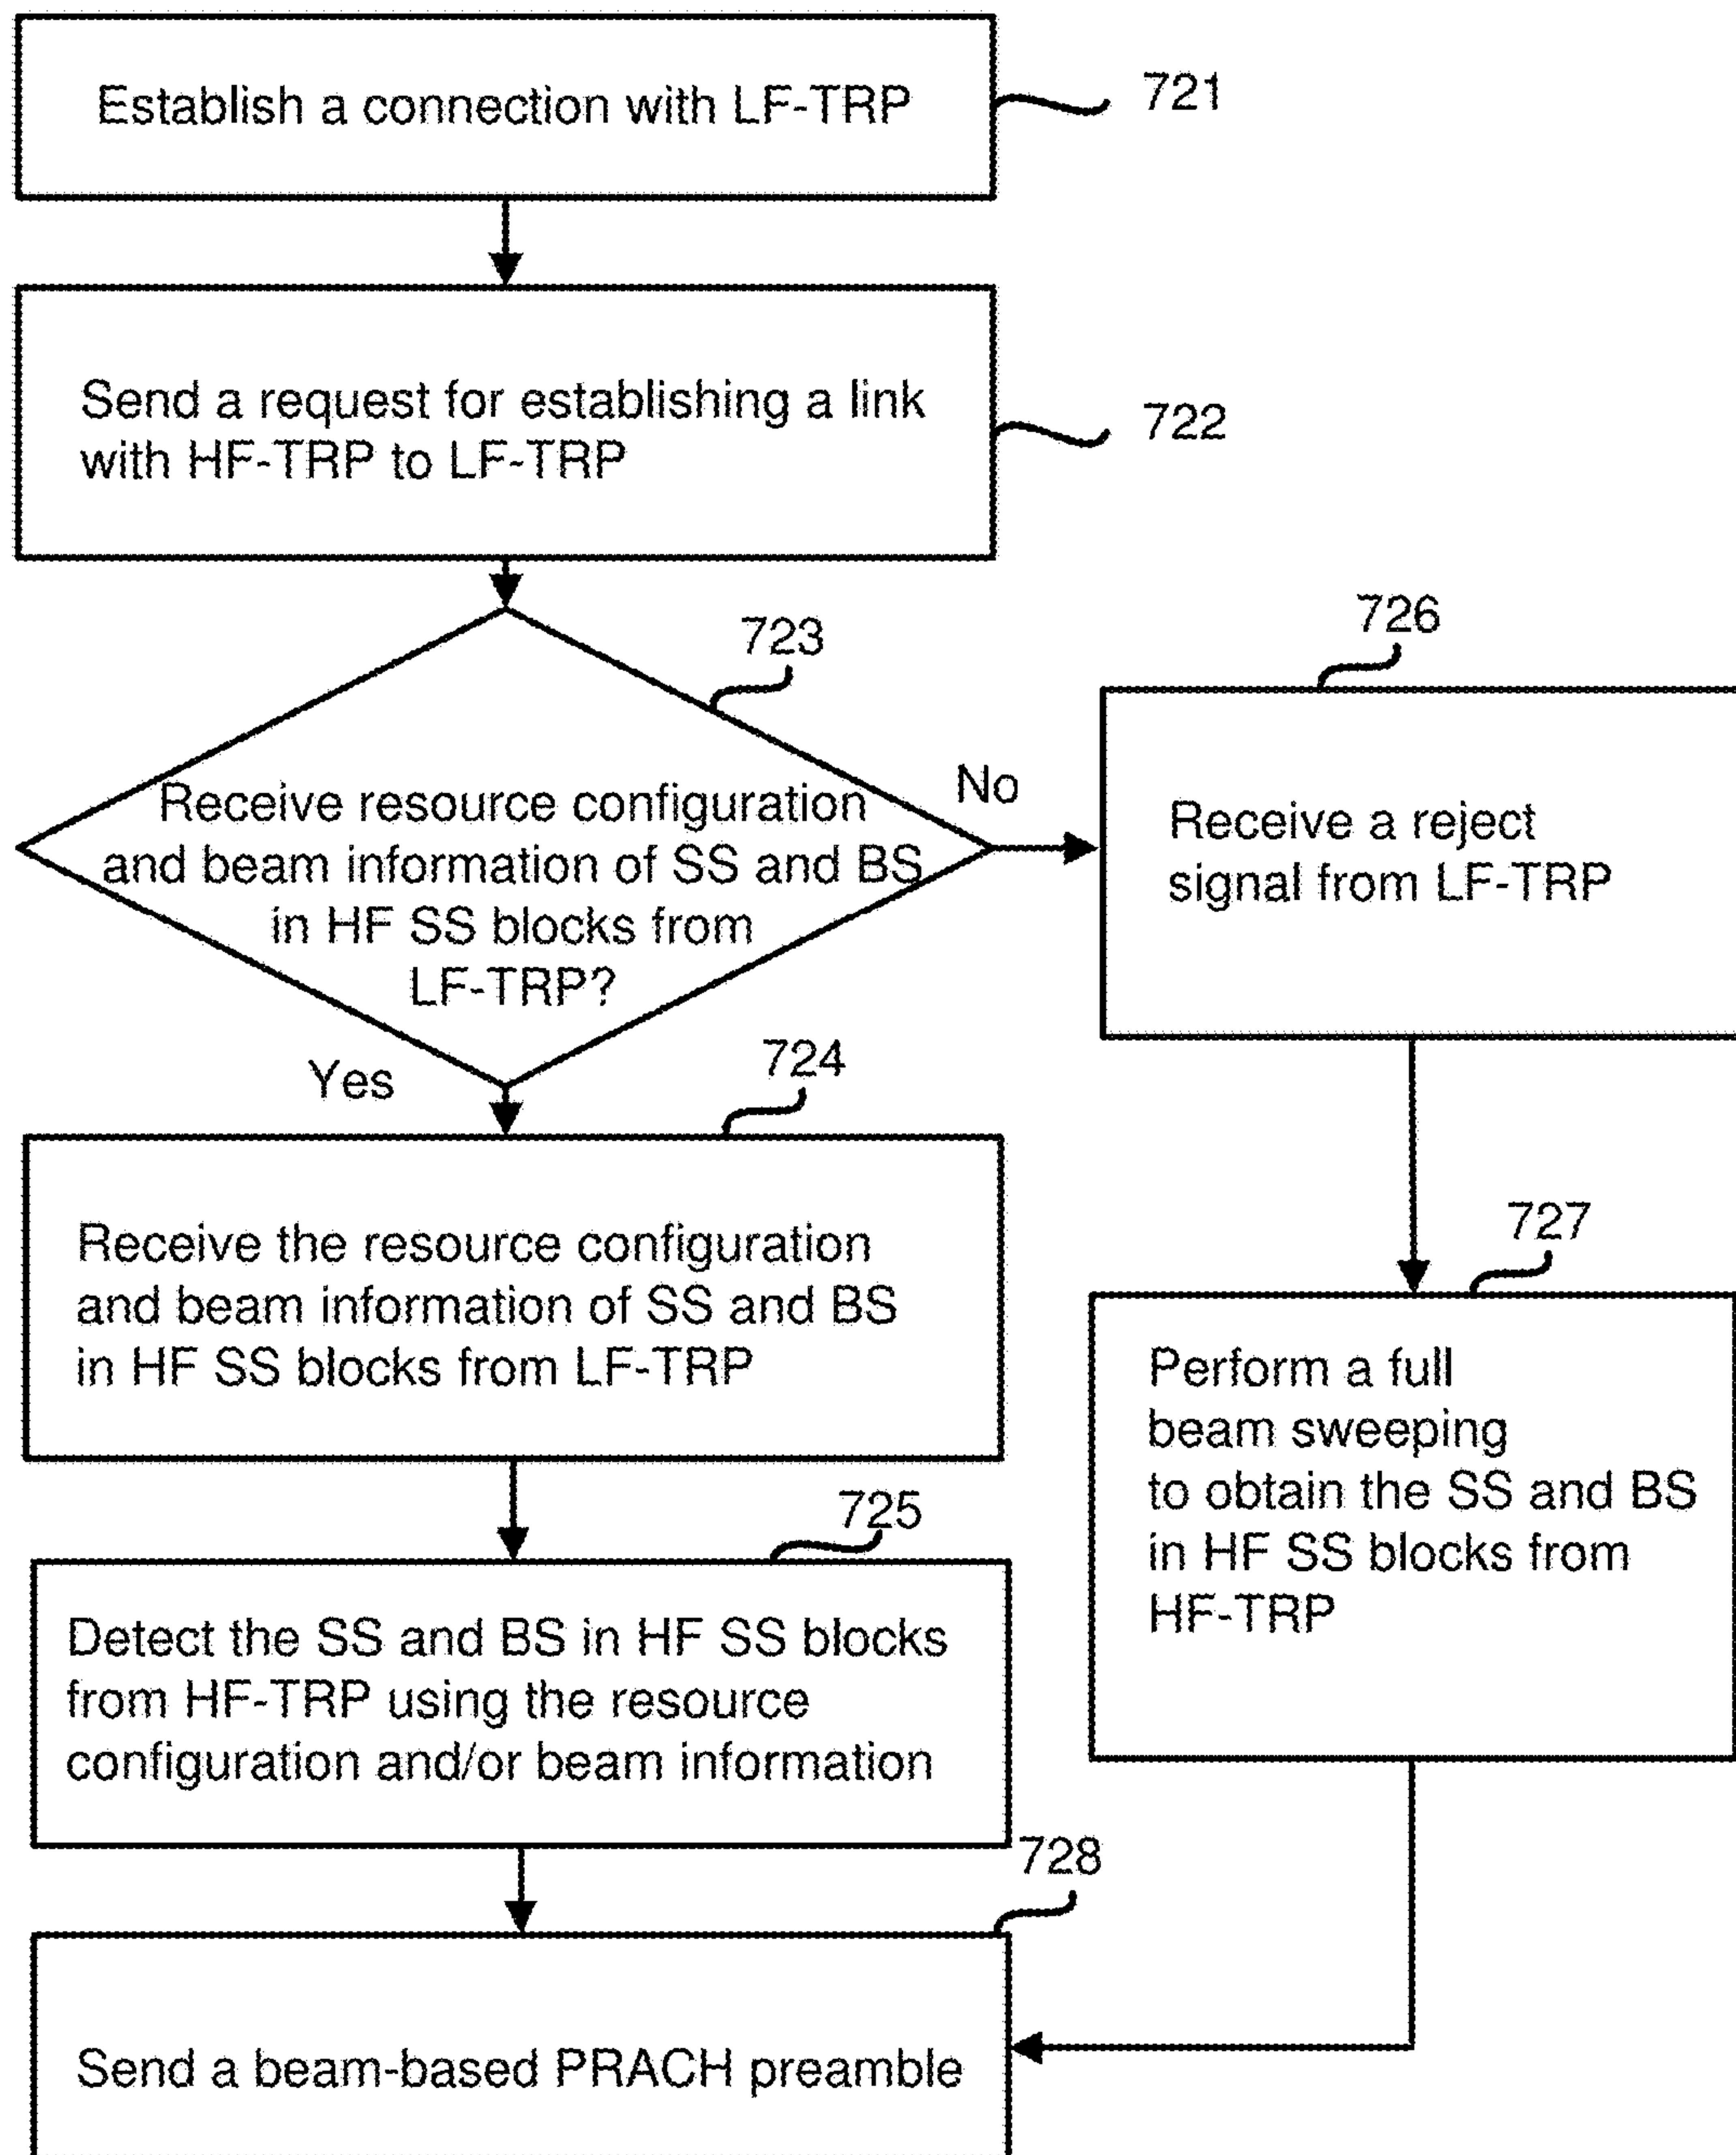 Establish a connection with LF-TRP
721
Send a request for establishing a link
with HF-TRP to LF-TRP
722
723
Receive resource configuration
and beam information of SS and BS
in HF SS blocks from
LF-TRP?
No
Yes
726
Receive a reject
signal from LF-TRP
724
Receive the resource configuration
and beam information of SS and BS
in HF SS blocks from LF-TRP
727
Perform a full
beam sweeping
to obtain the SS and BS
in HF SS blocks from
HF-TRP
725
Detect the SS and BS in HF SS blocks
from HF-TRP using the resource
configuration and/or beam information
728
Send a beam-based PRACH preamble